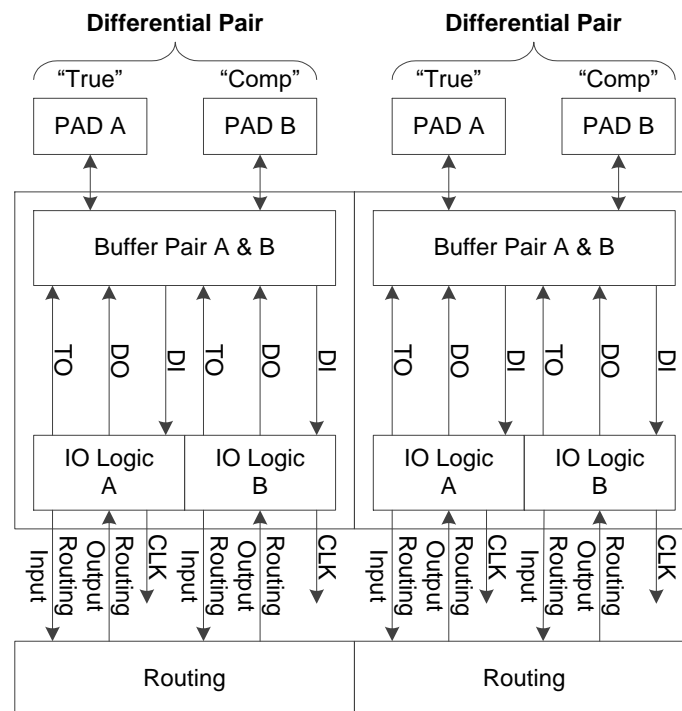 Differential Pair Differential Pair
“True” “Comp” “True” “Comp”
PAD A PAD B PAD A PAD B
Buffer Pair A & B Buffer Pair A & B
TO DO DI TO DO DI TO DO DI TO DO DI
IO Logic A IO Logic B IO Logic A IO Logic B
Routing Input
Routing Output
CLK
Routing Input
Routing Output
CLK
Routing Input
Routing Output
CLK
Routing Input
Routing Output
CLK
Routing Routing